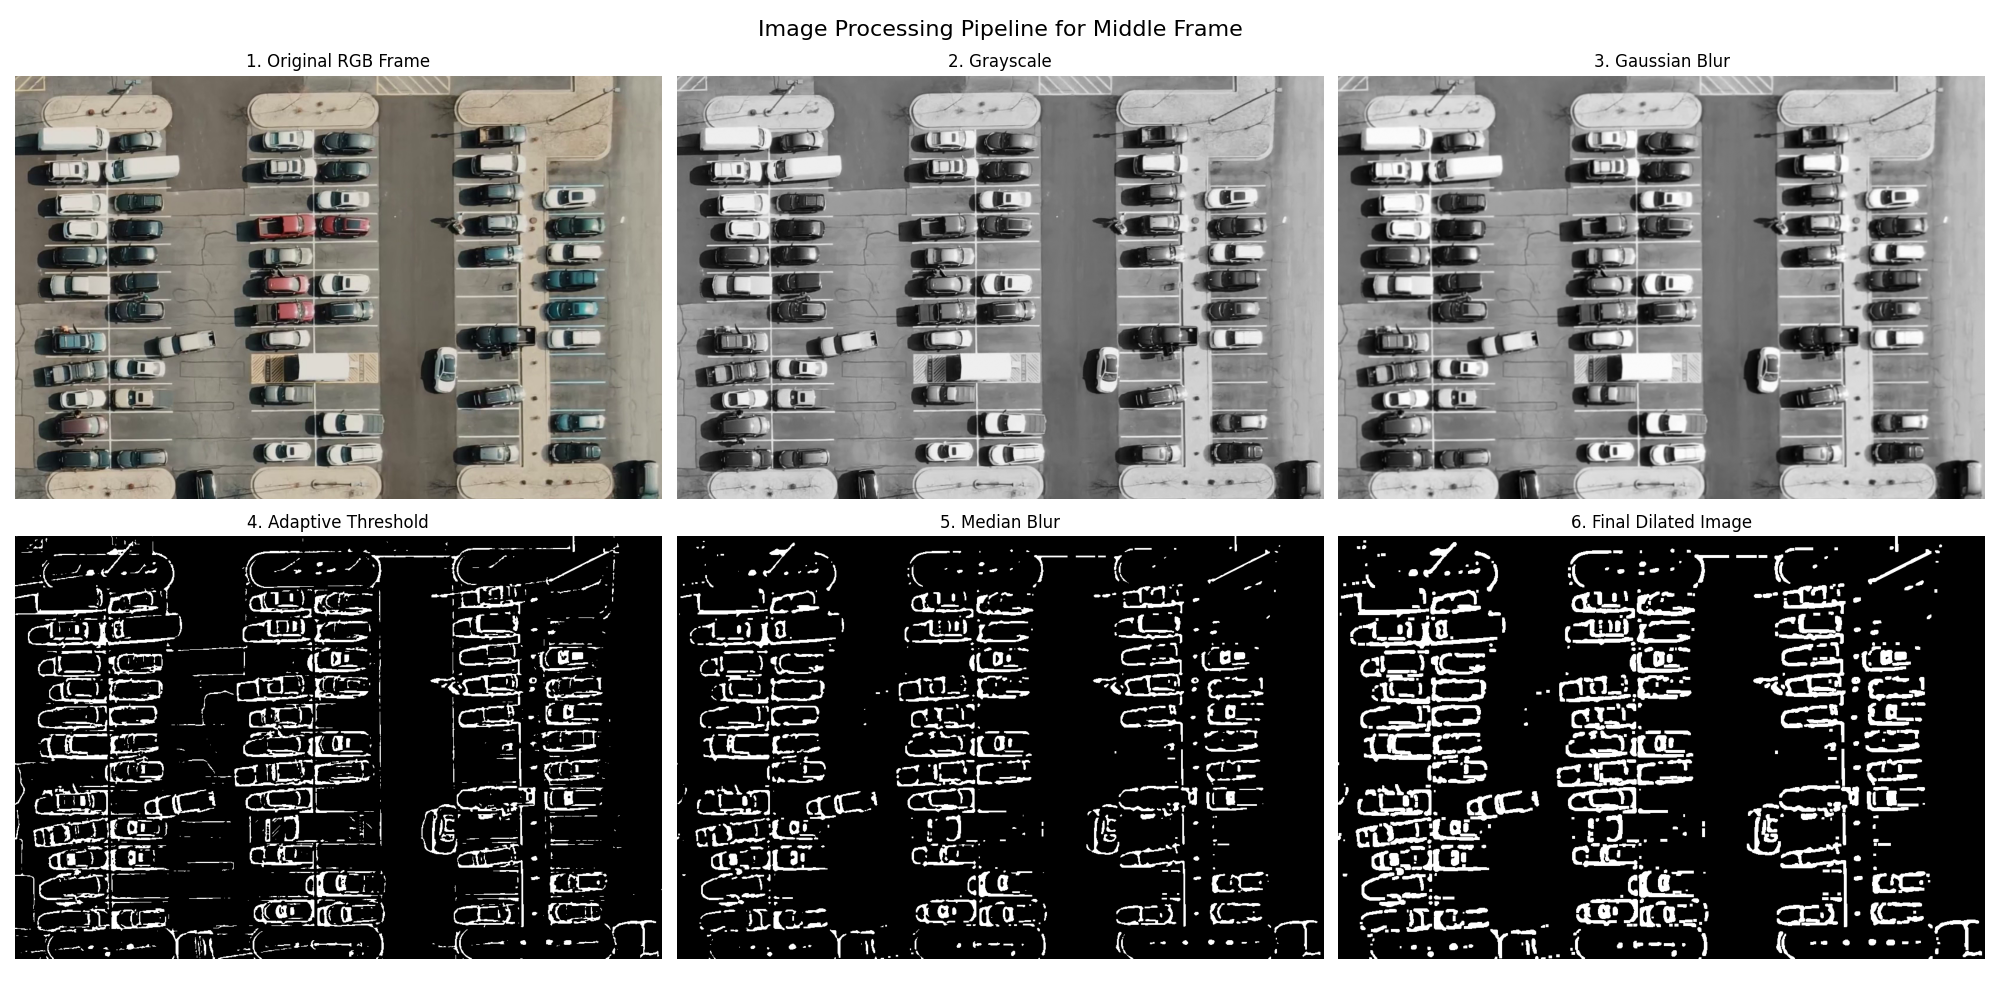 Image Processing Pipeline for Middle Frame
1. Original RGB Frame
2. Grayscale
3. Gaussian Blur
4. Adaptive Threshold
5. Median Blur
6. Final Dilated Image